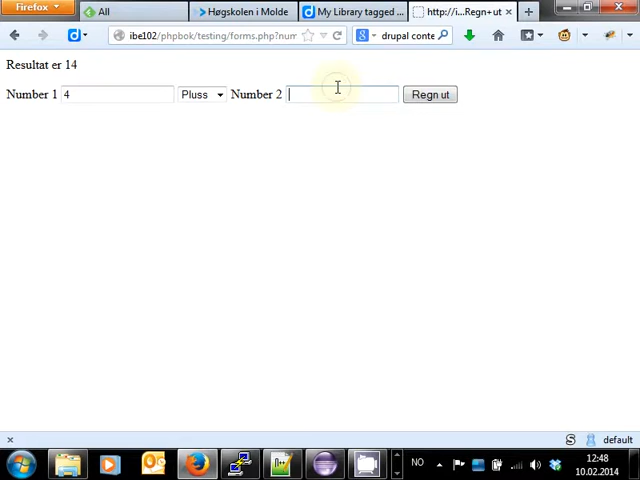 Firefox
All
Høgskolen i Molde
My Library tagged ...
http://i...Regn+ut
ibe102/phpbok/testing/forms.php?num
drupal conte
Resultat er 14
Number 1 4 Pluss Number 2 Regn ut
default
NO
12:48
10.02.2014